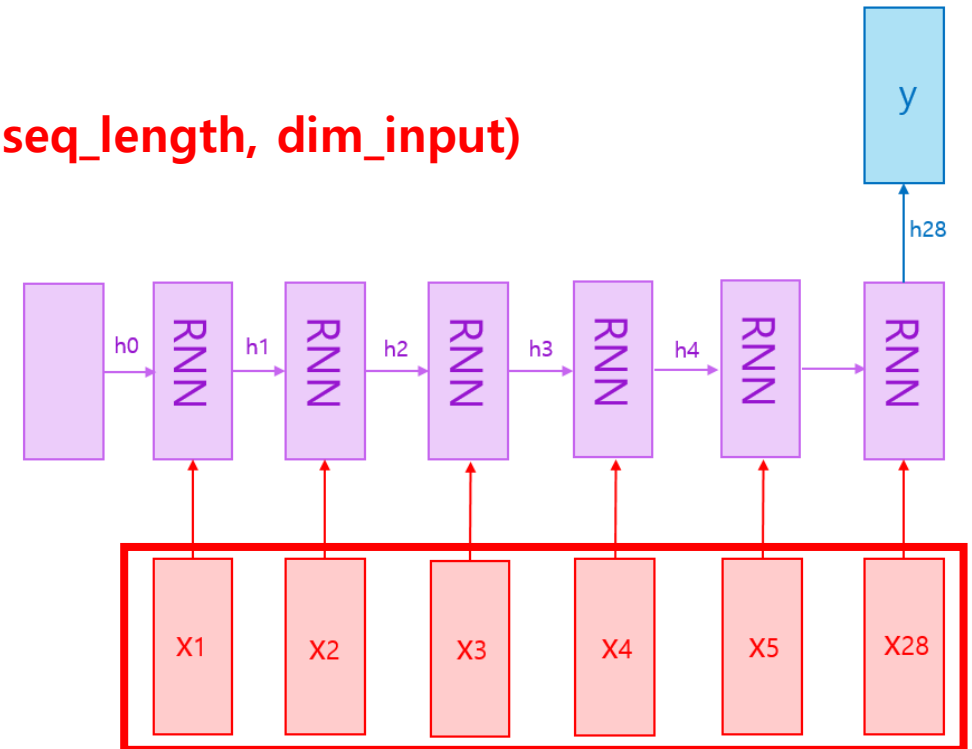 y
seq_length, dim_input)
h28
h0 h1 h2 h3 h4
RNN RNN RNN RNN RNN RNN
X1 X2 X3 X4 X5 X28